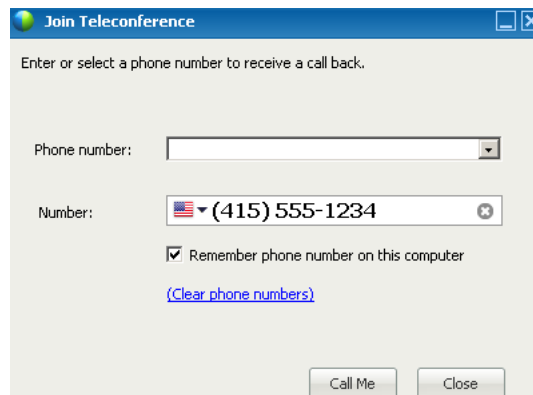 Join Teleconference
Enter or select a phone number to receive a call back.
Phone number:
Number: (415) 555-1234
Remember phone number on this computer
(Clear phone numbers)
Call Me Close